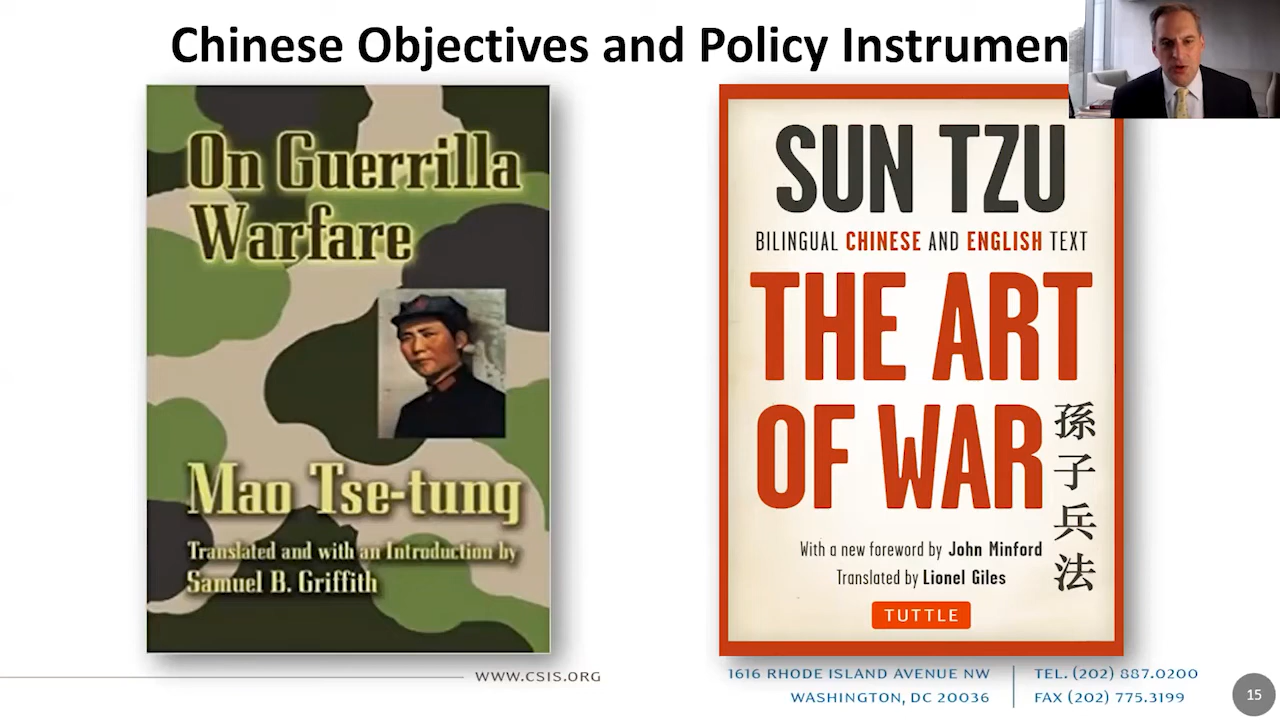 Chinese Objectives and Policy Instrumen
On Guerrilla
Warfare
Mao Tse-tung
Translated and with an Introduction by
Samuel B. Griffith
SUN TZU
BILINGUAL CHINESE AND ENGLISH TEXT
THE ART
OF WAR
孫子兵法
With a new foreword by John Minford
Translated by Lionel Giles
TUTTLE
WWW.CSIS.ORG
1616 RHODE ISLAND AVENUE NW
WASHINGTON, DC 20036
TEL. (202) 887.0200
FAX (202) 775.3199
15